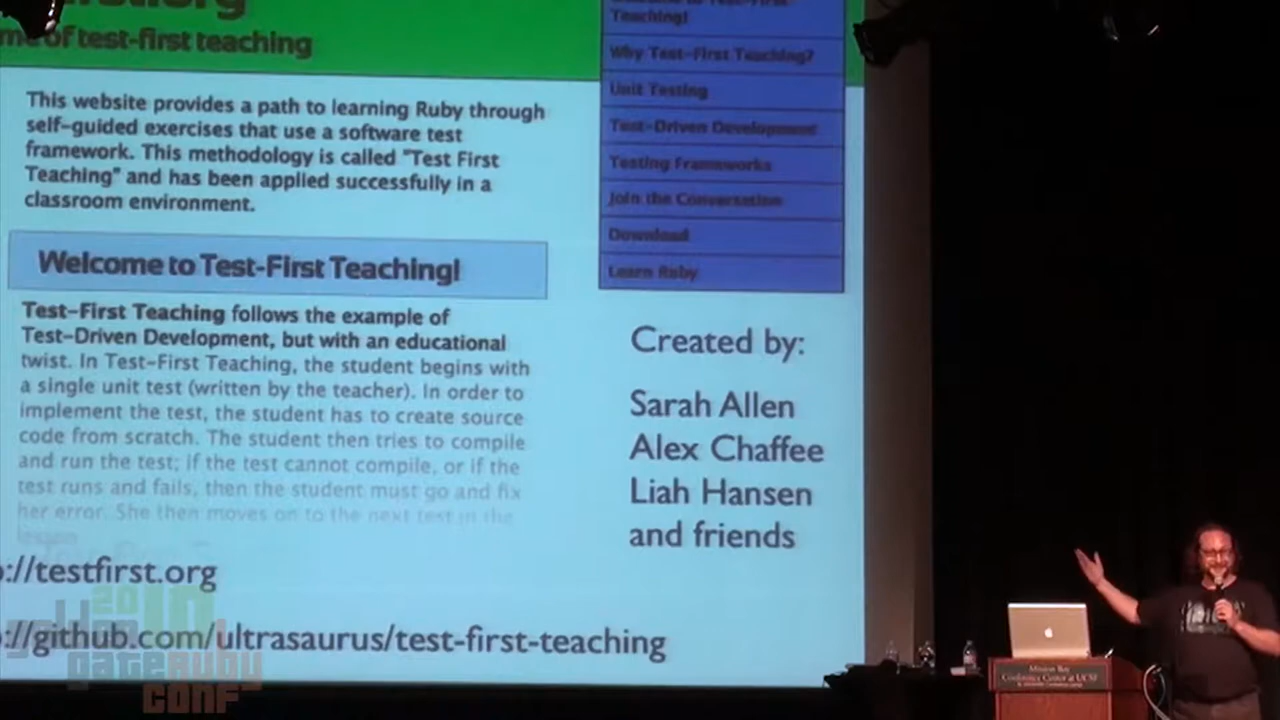 me of test-first teaching
This website provides a path to learning Ruby through
self-guided exercises that use a software test
framework. This methodology is called "Test First
Teaching" and has been applied successfully in a
classroom environment.
Welcome to Test-First Teaching!
Test-First Teaching follows the example of
Test-Driven Development, but with an educational
twist. In Test-First Teaching, the student begins with
a single unit test (written by the teacher). In order to
implement the test, the student has to create source
code from scratch. The student then tries to compile
and run the test; if the test cannot compile, or if the
test runs and fails, then the student must go and fix
her error. She then moves on to the next test in the
lesson
Teaching!
Why Test-First Teaching?
Unit Testing
Test-Driven Development
Testing Frameworks
Join the Conversation
Download
Learn Ruby
Created by:
Sarah Allen
Alex Chaffee
Liah Hansen
and friends
://testfirst.org
://github.com/ultrasaurus/test-first-teaching
2010
golden
gateRuby
CONF
Mission Bay
Conference Center at UCSF